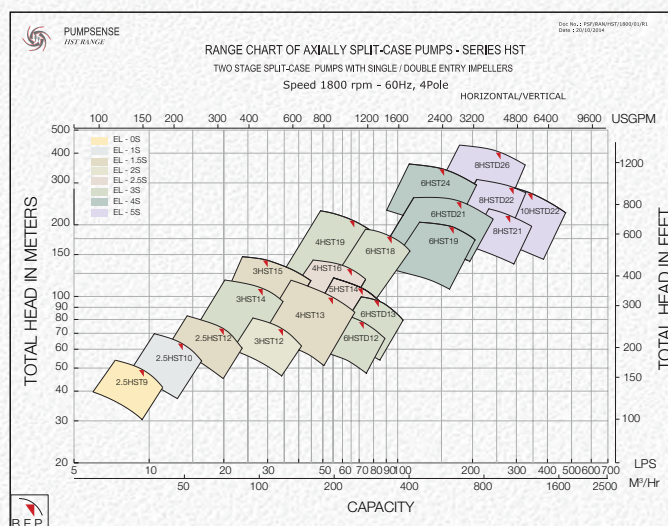 PUMPSENSE
HST RANGE
Doc No.: PSF/RAN/HST/1800/01/R1
Date : 20/10/2014
RANGE CHART OF AXIALLY SPLIT-CASE PUMPS - SERIES HST
TWO STAGE SPLIT-CASE PUMPS WITH SINGLE / DOUBLE ENTRY IMPELLERS
Speed 1800 rpm - 60Hz, 4Pole
HORIZONTAL/VERTICAL
100 150 200 300 400 600 800 1200 1600 2400 3200 4800 6400 9600 USGPM
EL - 0S
EL - 1S
EL - 1.5S
EL - 2S
EL - 2.5S
EL - 3S
EL - 4S
EL - 5S
TOTAL HEAD IN METERS
500
400
300
200
150
100
90
80
70
60
50
40
30
20
TOTAL HEAD IN FEET
1200
800
600
400
300
200
150
100
8HSTD26
6HST24
8HSTD22
10HSTD22
6HSTD21
8HST21
6HST19
4HST19
6HST18
4HST16
3HST15
5HST14
3HST14
4HST13
6HSTD13
2.5HST12
3HST12
6HSTD12
2.5HST10
2.5HST9
5 10 20 30 40 50 60 70 80 90 100 200 300 400 500 600 700 LPS
50 100 200 400 800 1600 2500 M³/Hr
CAPACITY
B.E.P